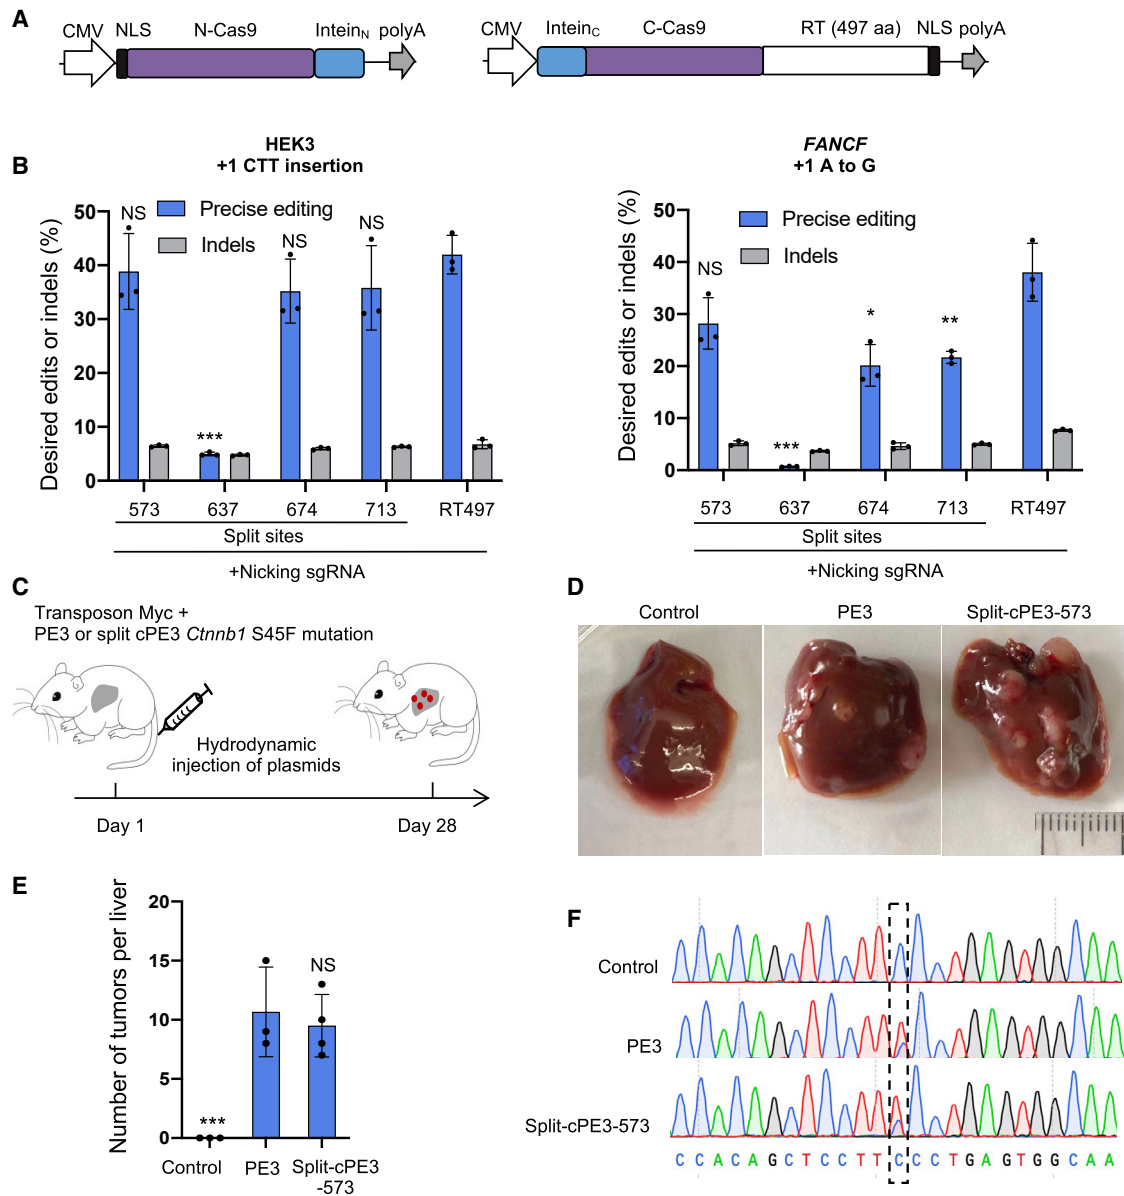 A
CMV NLS N-Cas9 InteinN polyA
CMV InteinC C-Cas9 RT (497 aa) NLS polyA
B
HEK3
+1 CTT insertion
Desired edits or indels (%)
50
40
30
20
10
0
Precise editing
Indels
NS
***
NS
NS
573 637 674 713 RT497
Split sites
+Nicking sgRNA
FANCF
+1 A to G
Desired edits or indels (%)
50
40
30
20
10
0
Precise editing
Indels
NS
***
*
**
573 637 674 713 RT497
Split sites
+Nicking sgRNA
C
Transposon Myc +
PE3 or split cPE3 Ctnnb1 S45F mutation
Hydrodynamic
injection of plasmids
Day 1 Day 28
D
Control PE3 Split-cPE3-573
E
Number of tumors per liver
20
15
10
5
0
***
NS
Control PE3 Split-cPE3
-573
F
Control
PE3
Split-cPE3-573
C C A C A G C T C C T T C C C T G A G T G G C A A